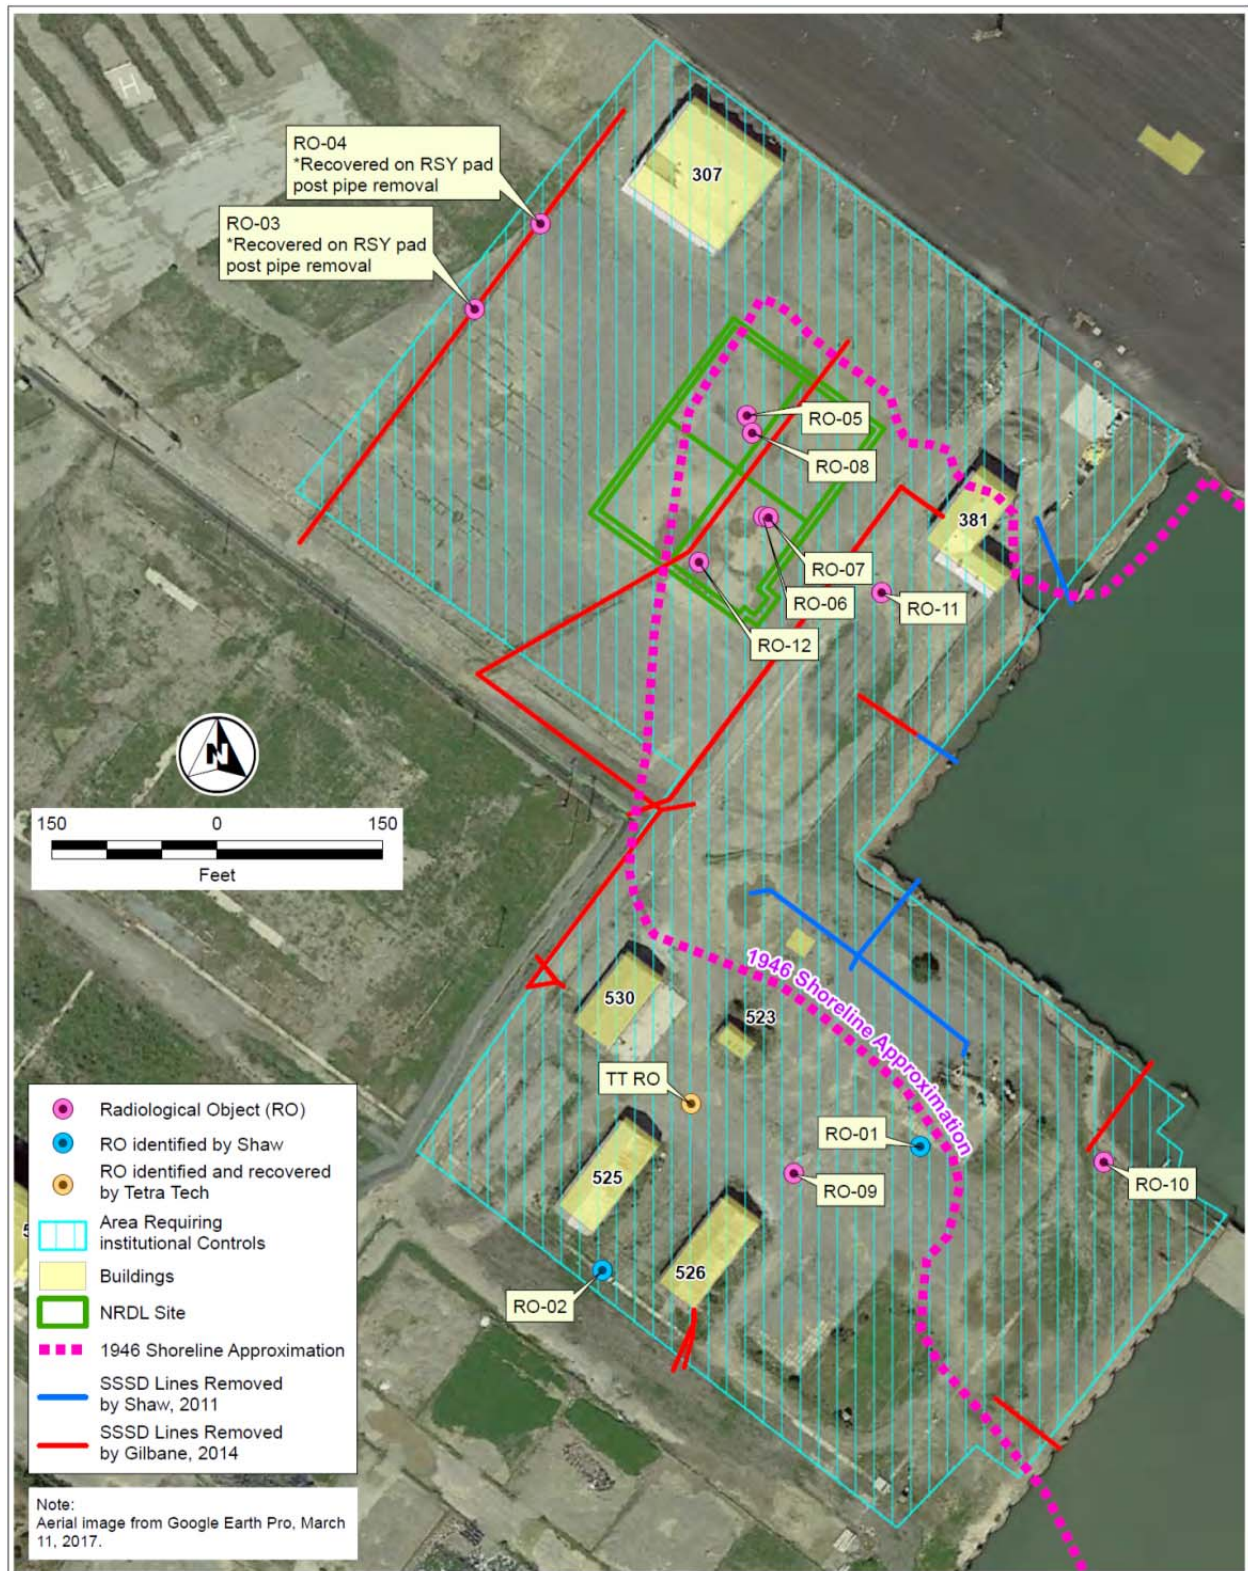 RO-04
*Recovered on RSY pad
post pipe removal
RO-03
*Recovered on RSY pad
post pipe removal
307
RO-05
RO-08
381
RO-07
RO-06
RO-11
RO-12
N
150 0 150
Feet
1946 Shoreline Approximation
530
523
TT RO
RO-01
525
RO-09
RO-10
526
RO-02
Radiological Object (RO)
RO identified by Shaw
RO identified and recovered
by Tetra Tech
Area Requiring
institutional Controls
Buildings
NRDL Site
1946 Shoreline Approximation
SSSD Lines Removed
by Shaw, 2011
SSSD Lines Removed
by Gilbane, 2014
Note:
Aerial image from Google Earth Pro, March
11, 2017.
H